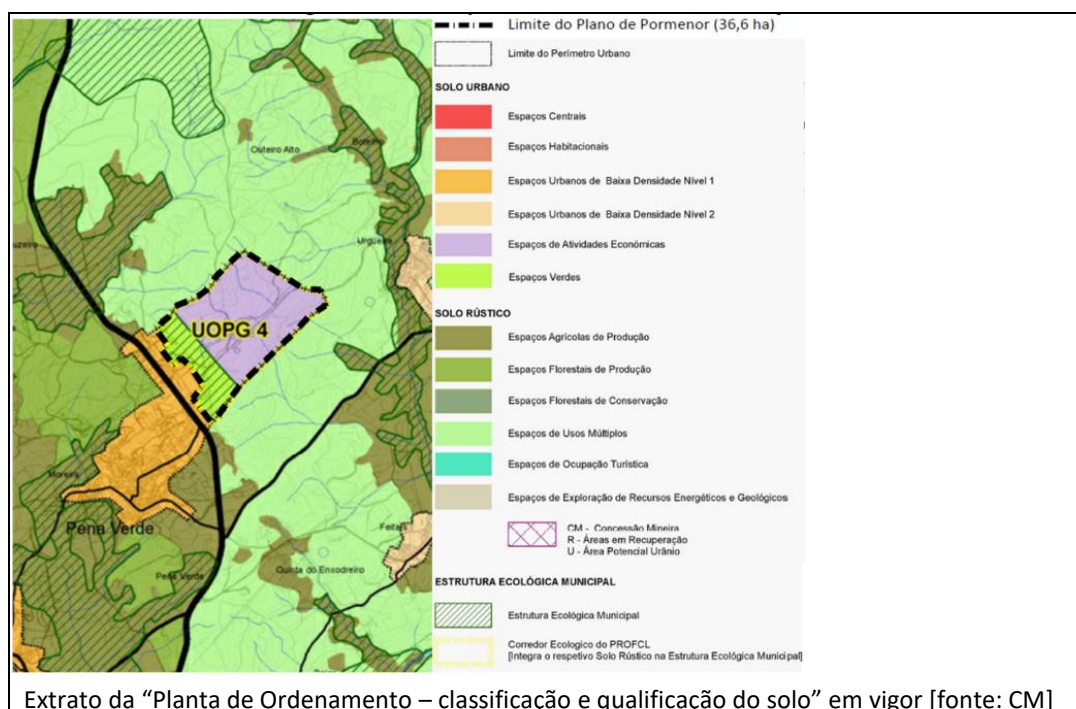 Limite do Plano de Pormenor (36,6 ha)
Limite do Perímetro Urbano
SOLO URBANO
Espaços Centrais
Espaços Habitacionais
Espaços Urbanos de Baixa Densidade Nível 1
Espaços Urbanos de Baixa Densidade Nível 2
Espaços de Atividades Económicas
Espaços Verdes
SOLO RÚSTICO
Espaços Agrícolas de Produção
Espaços Florestais de Produção
Espaços Florestais de Conservação
Espaços de Usos Múltiplos
Espaços de Ocupação Turística
Espaços de Exploração de Recursos Energéticos e Geológicos
CM - Concessão Mineira
R - Áreas em Recuperação
U - Área Potencial Urânio
ESTRUTURA ECOLÓGICA MUNICIPAL
Estrutura Ecológica Municipal
Corredor Ecologico do PROFCL
[Integra o respetivo Solo Rústico na Estrutura Ecológica Municipal]
Outeiro Alto
Boteiro
Urgueira
UOPG 4
Moreira
Pena Verde
Feitais
Pena Verde
Quinta do Enxodreiro
Extrato da “Planta de Ordenamento – classificação e qualificação do solo” em vigor [fonte: CM]